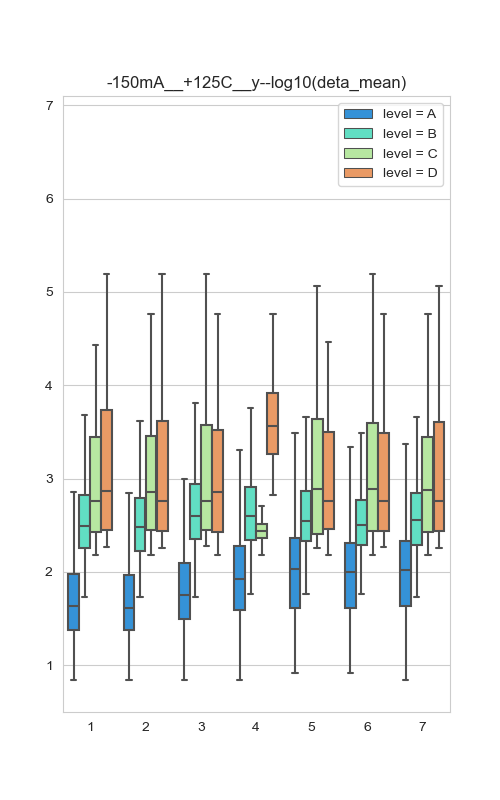 -150mA__+125C__y--log10(deta_mean)
level = A
level = B
level = C
level = D
7
6
5
4
3
2
1
1 2 3 4 5 6 7